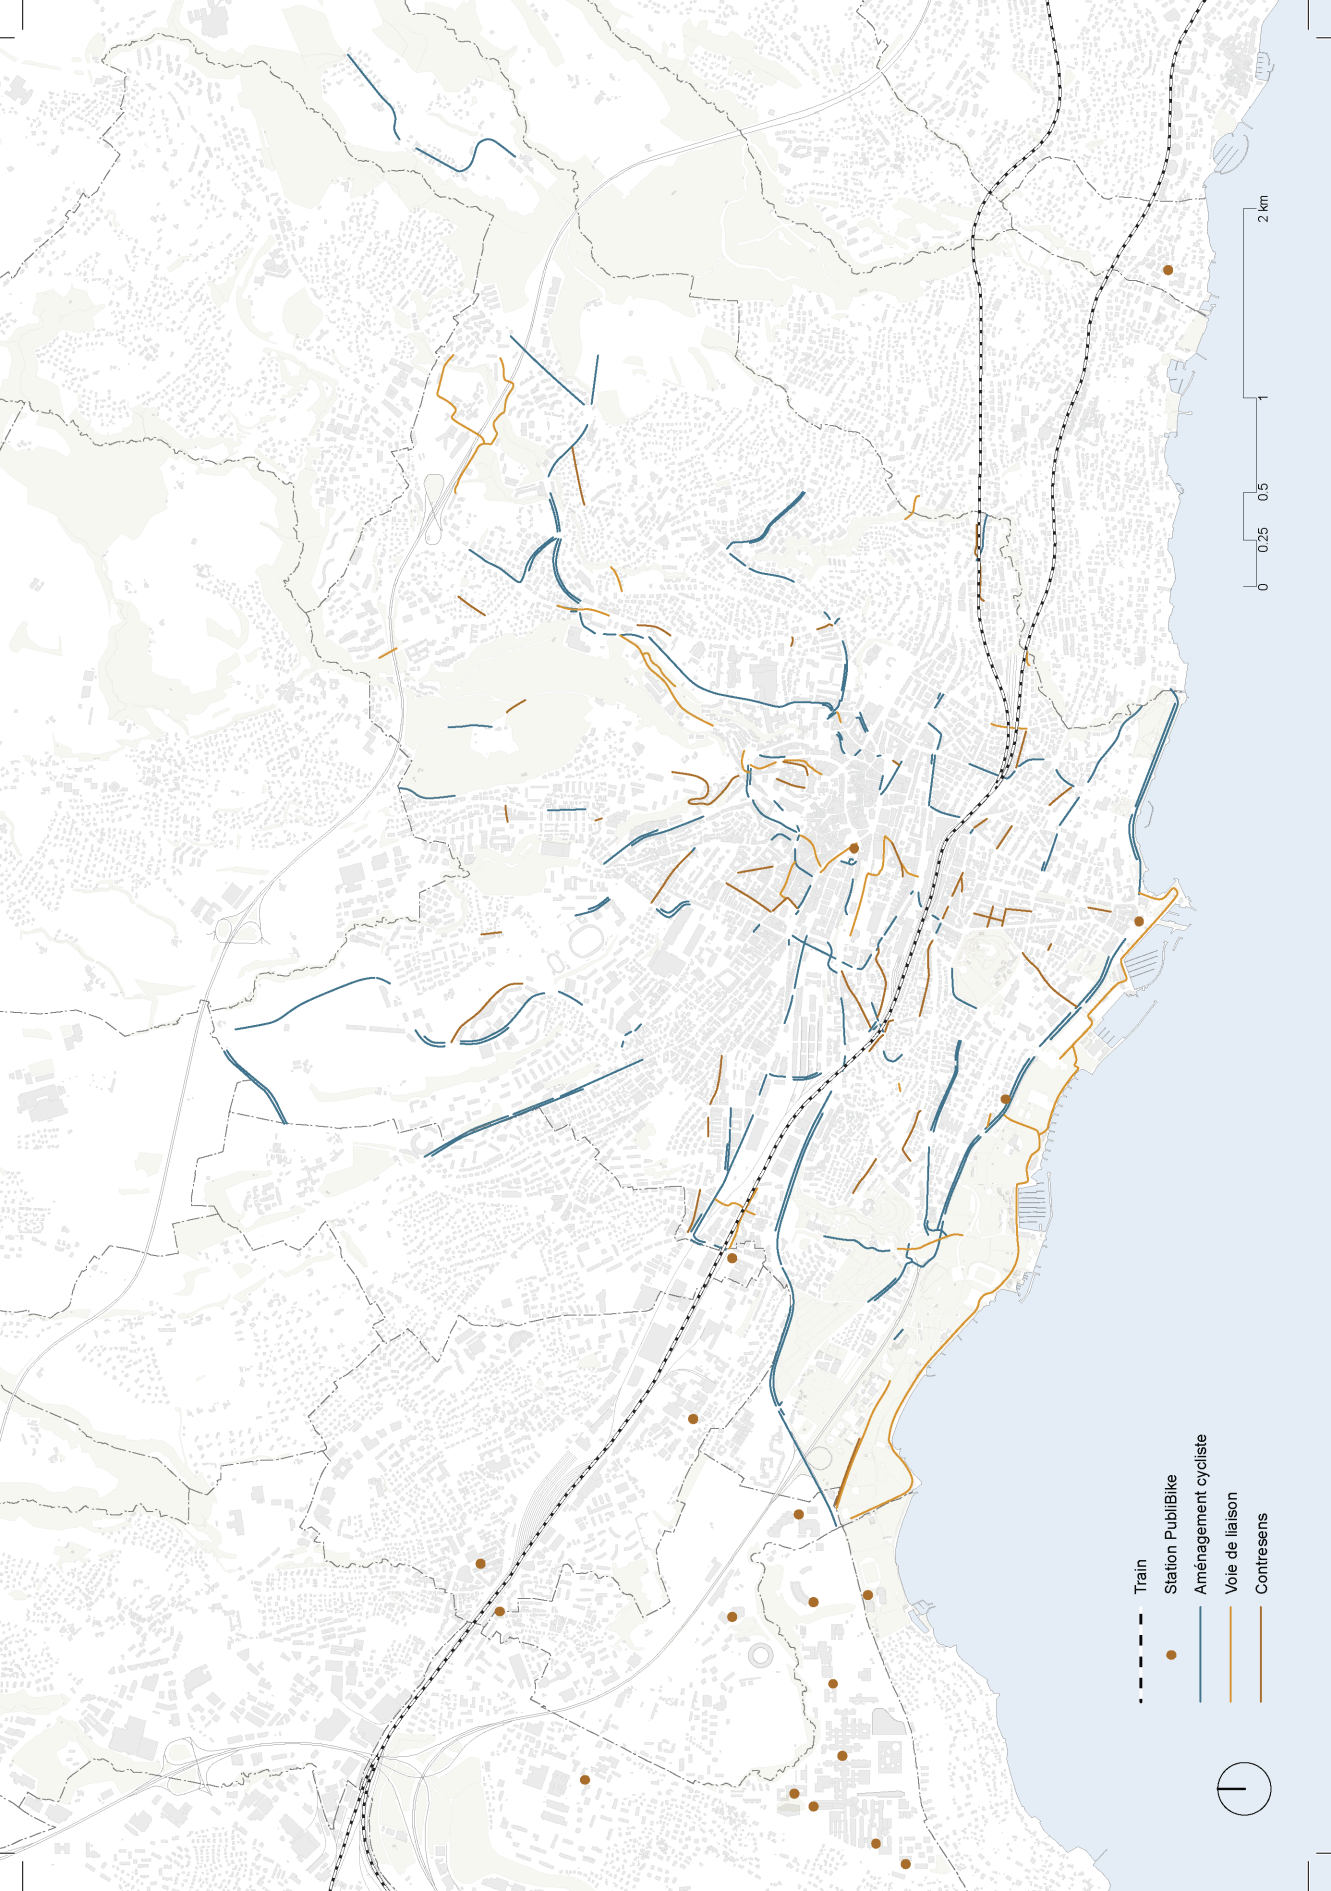 Train
Station PubliBike
Aménagement cycliste
Voie de liaison
Contresens
0 0.25 0.5 1 2 km